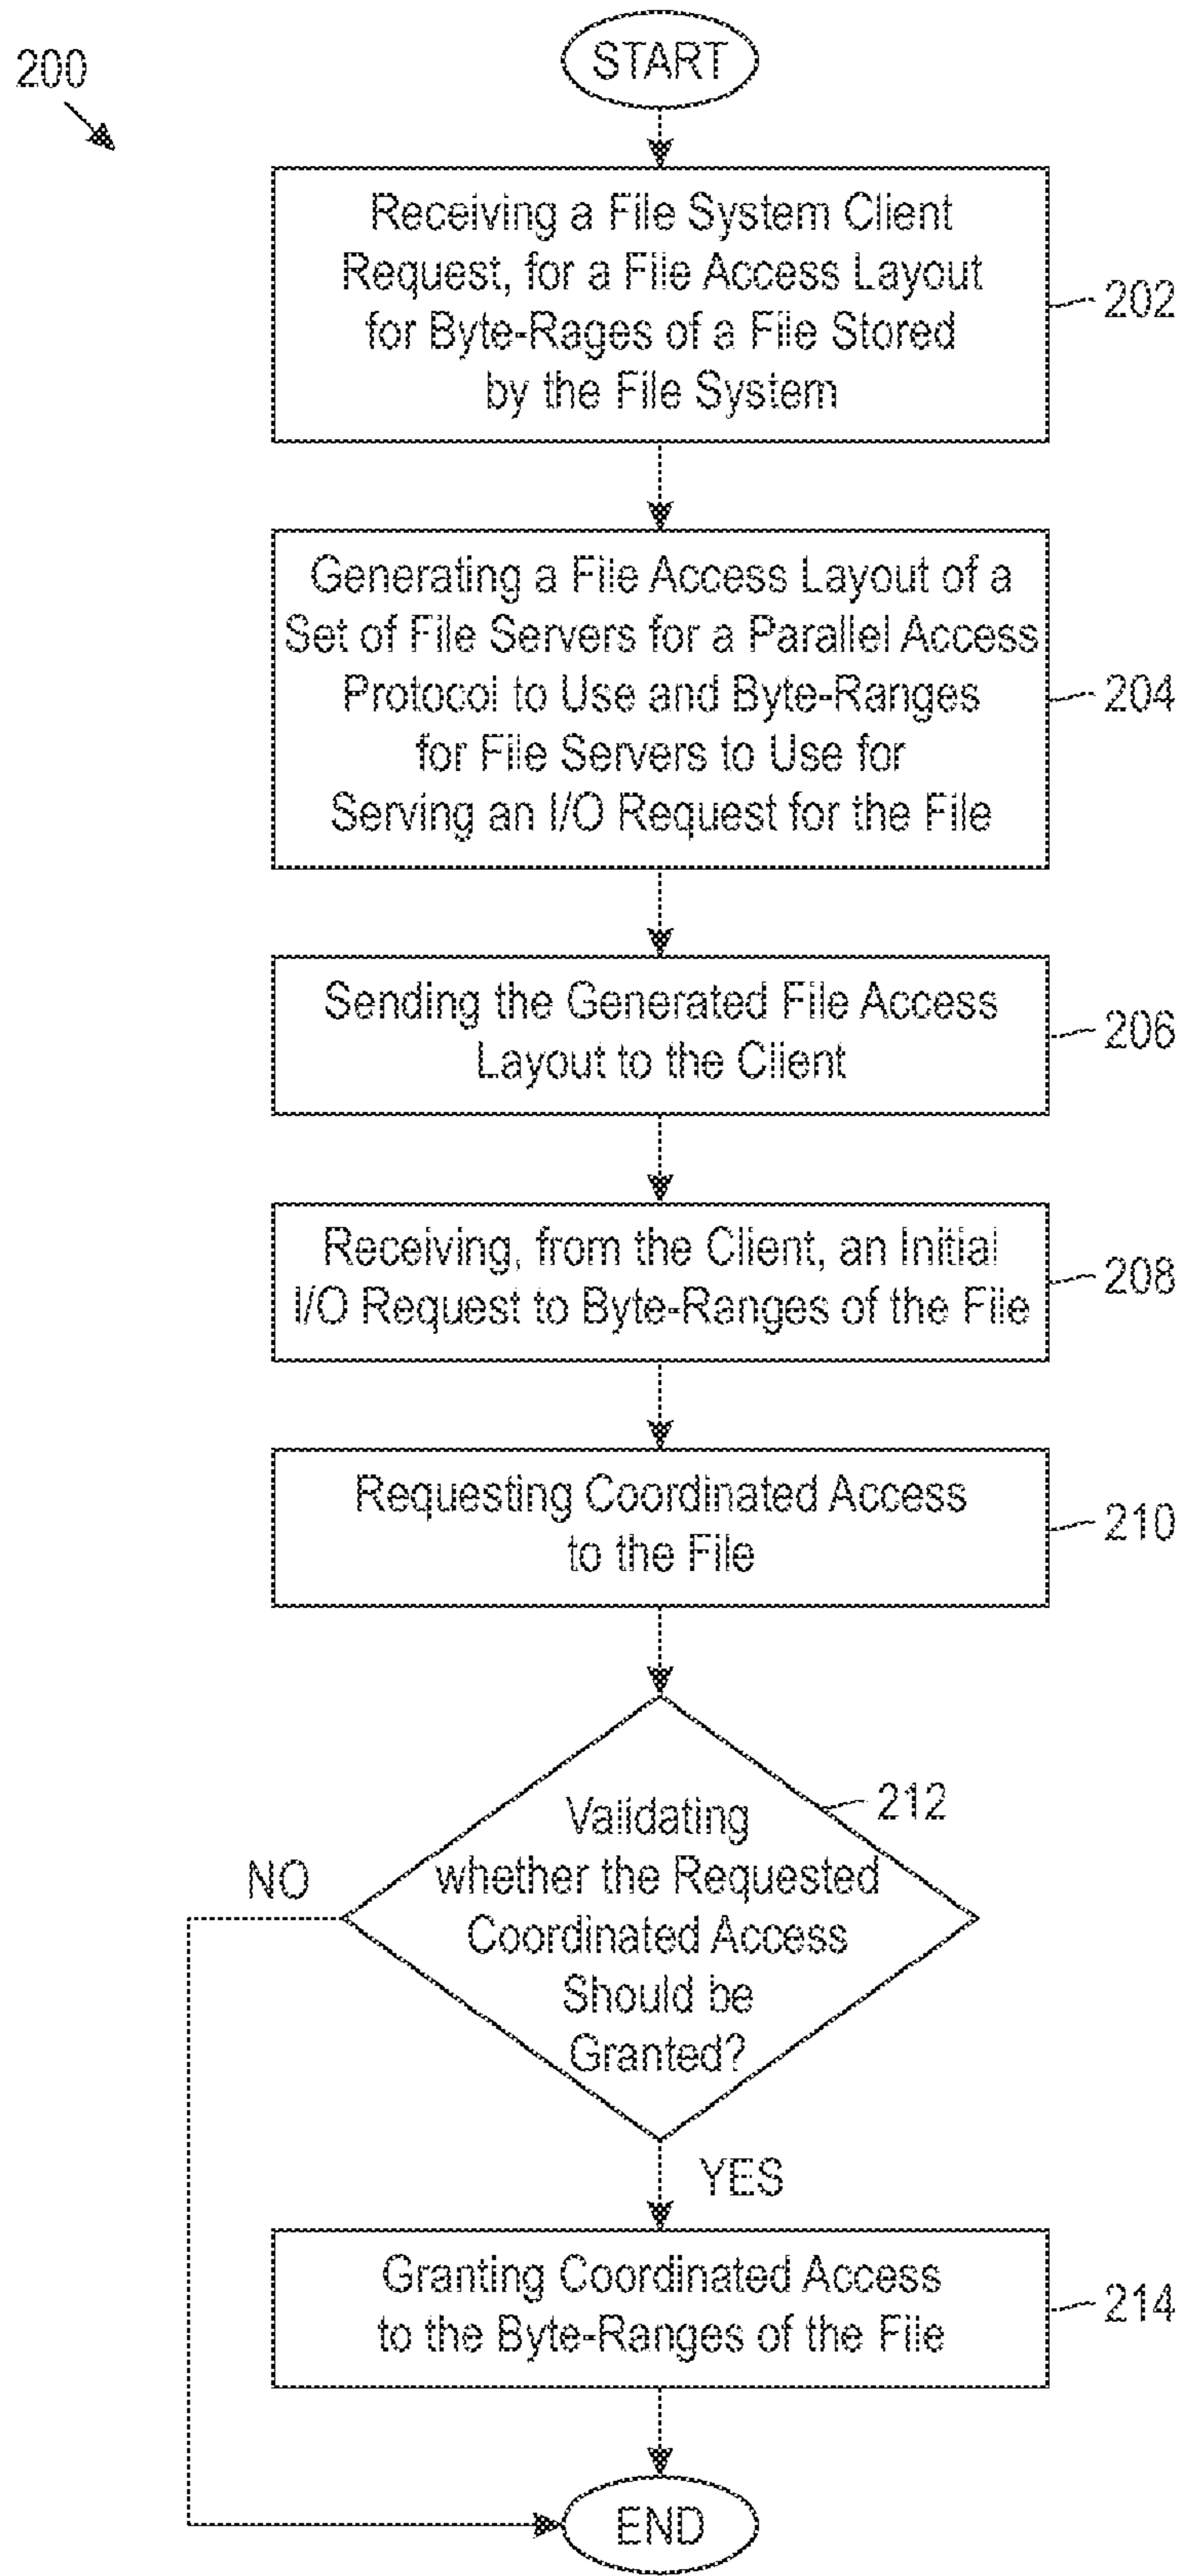 200
START
Receiving a File System Client
Request, for a File Access Layout
for Byte-Rages of a File Stored
by the File System
202
Generating a File Access Layout of a
Set of File Servers for a Parallel Access
Protocol to Use and Byte-Ranges
for File Servers to Use for
Serving an I/O Request for the File
204
Sending the Generated File Access
Layout to the Client
206
Receiving, from the Client, an Initial
I/O Request to Byte-Ranges of the File
208
Requesting Coordinated Access
to the File
210
Validating
whether the Requested
Coordinated Access
Should be
Granted?
212
NO
YES
Granting Coordinated Access
to the Byte-Ranges of the File
214
END